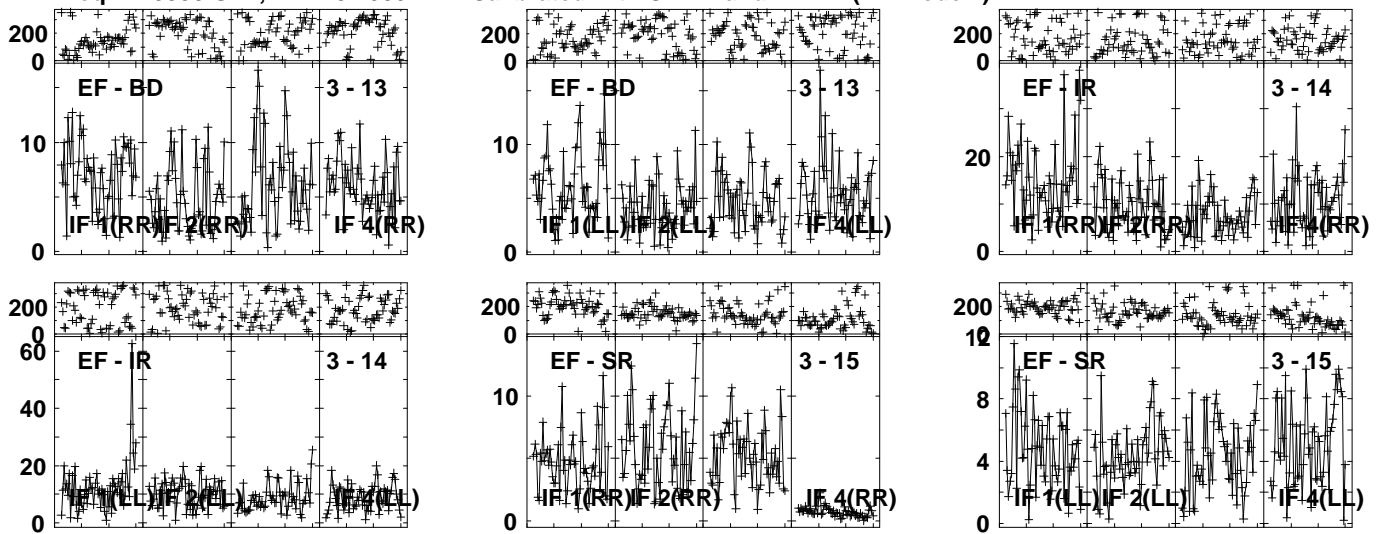 200
0
EF - BD
3 - 13
10
IF 1(RR)
IF 2(RR)
IF 4(RR)
0
200
0
EF - BD
3 - 13
10
IF 1(LL)
IF 2(LL)
IF 4(LL)
0
200
0
EF - IR
3 - 14
20
IF 1(RR)
IF 2(RR)
IF 4(RR)
0
200
0
60
EF - IR
3 - 14
40
20
IF 1(LL)
IF 2(LL)
IF 4(LL)
0
200
0
EF - SR
3 - 15
10
IF 1(RR)
IF 2(RR)
IF 4(RR)
0
200
0
12
EF - SR
3 - 15
8
4
IF 1(LL)
IF 2(LL)
IF 4(LL)
0